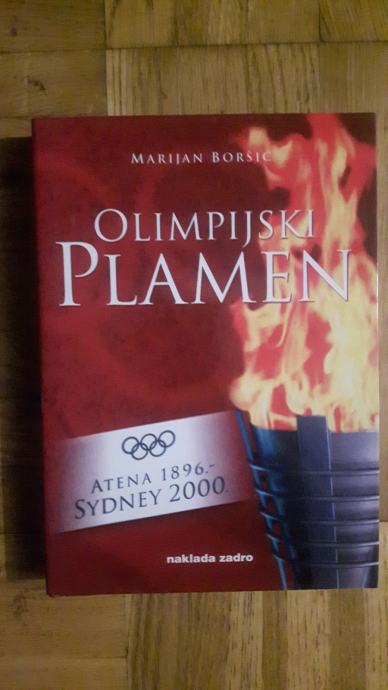 MARIJAN BORŠIĆ
OLIMPIJSKI
PLAMEN
ATENA 1896.-
SYDNEY 2000.
naklada zadro